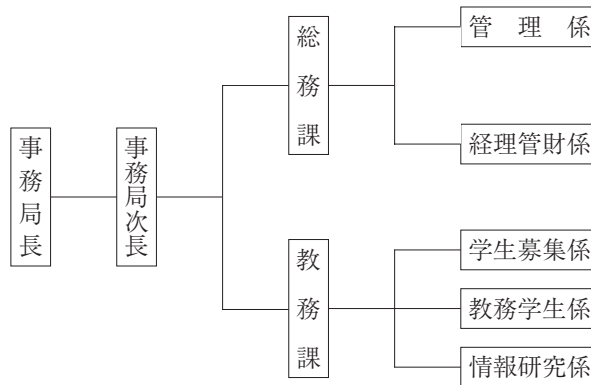 事務局長
事務局次長
総務課
管理係
経理管財係
教務課
学生募集係
教務学生係
情報研究係